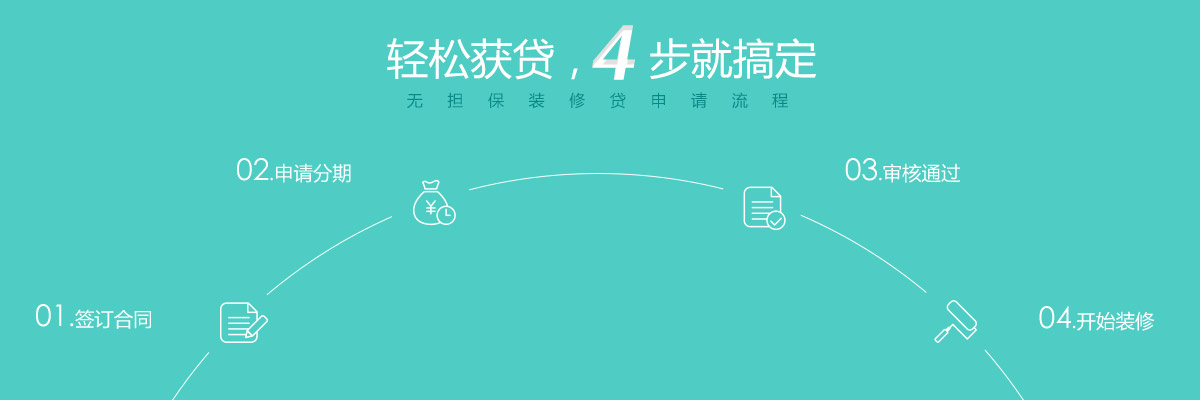 轻松获贷，4步就搞定
无担保装修贷申请流程
01.签订合同
02.申请分期
¥
03.审核通过
04.开始装修